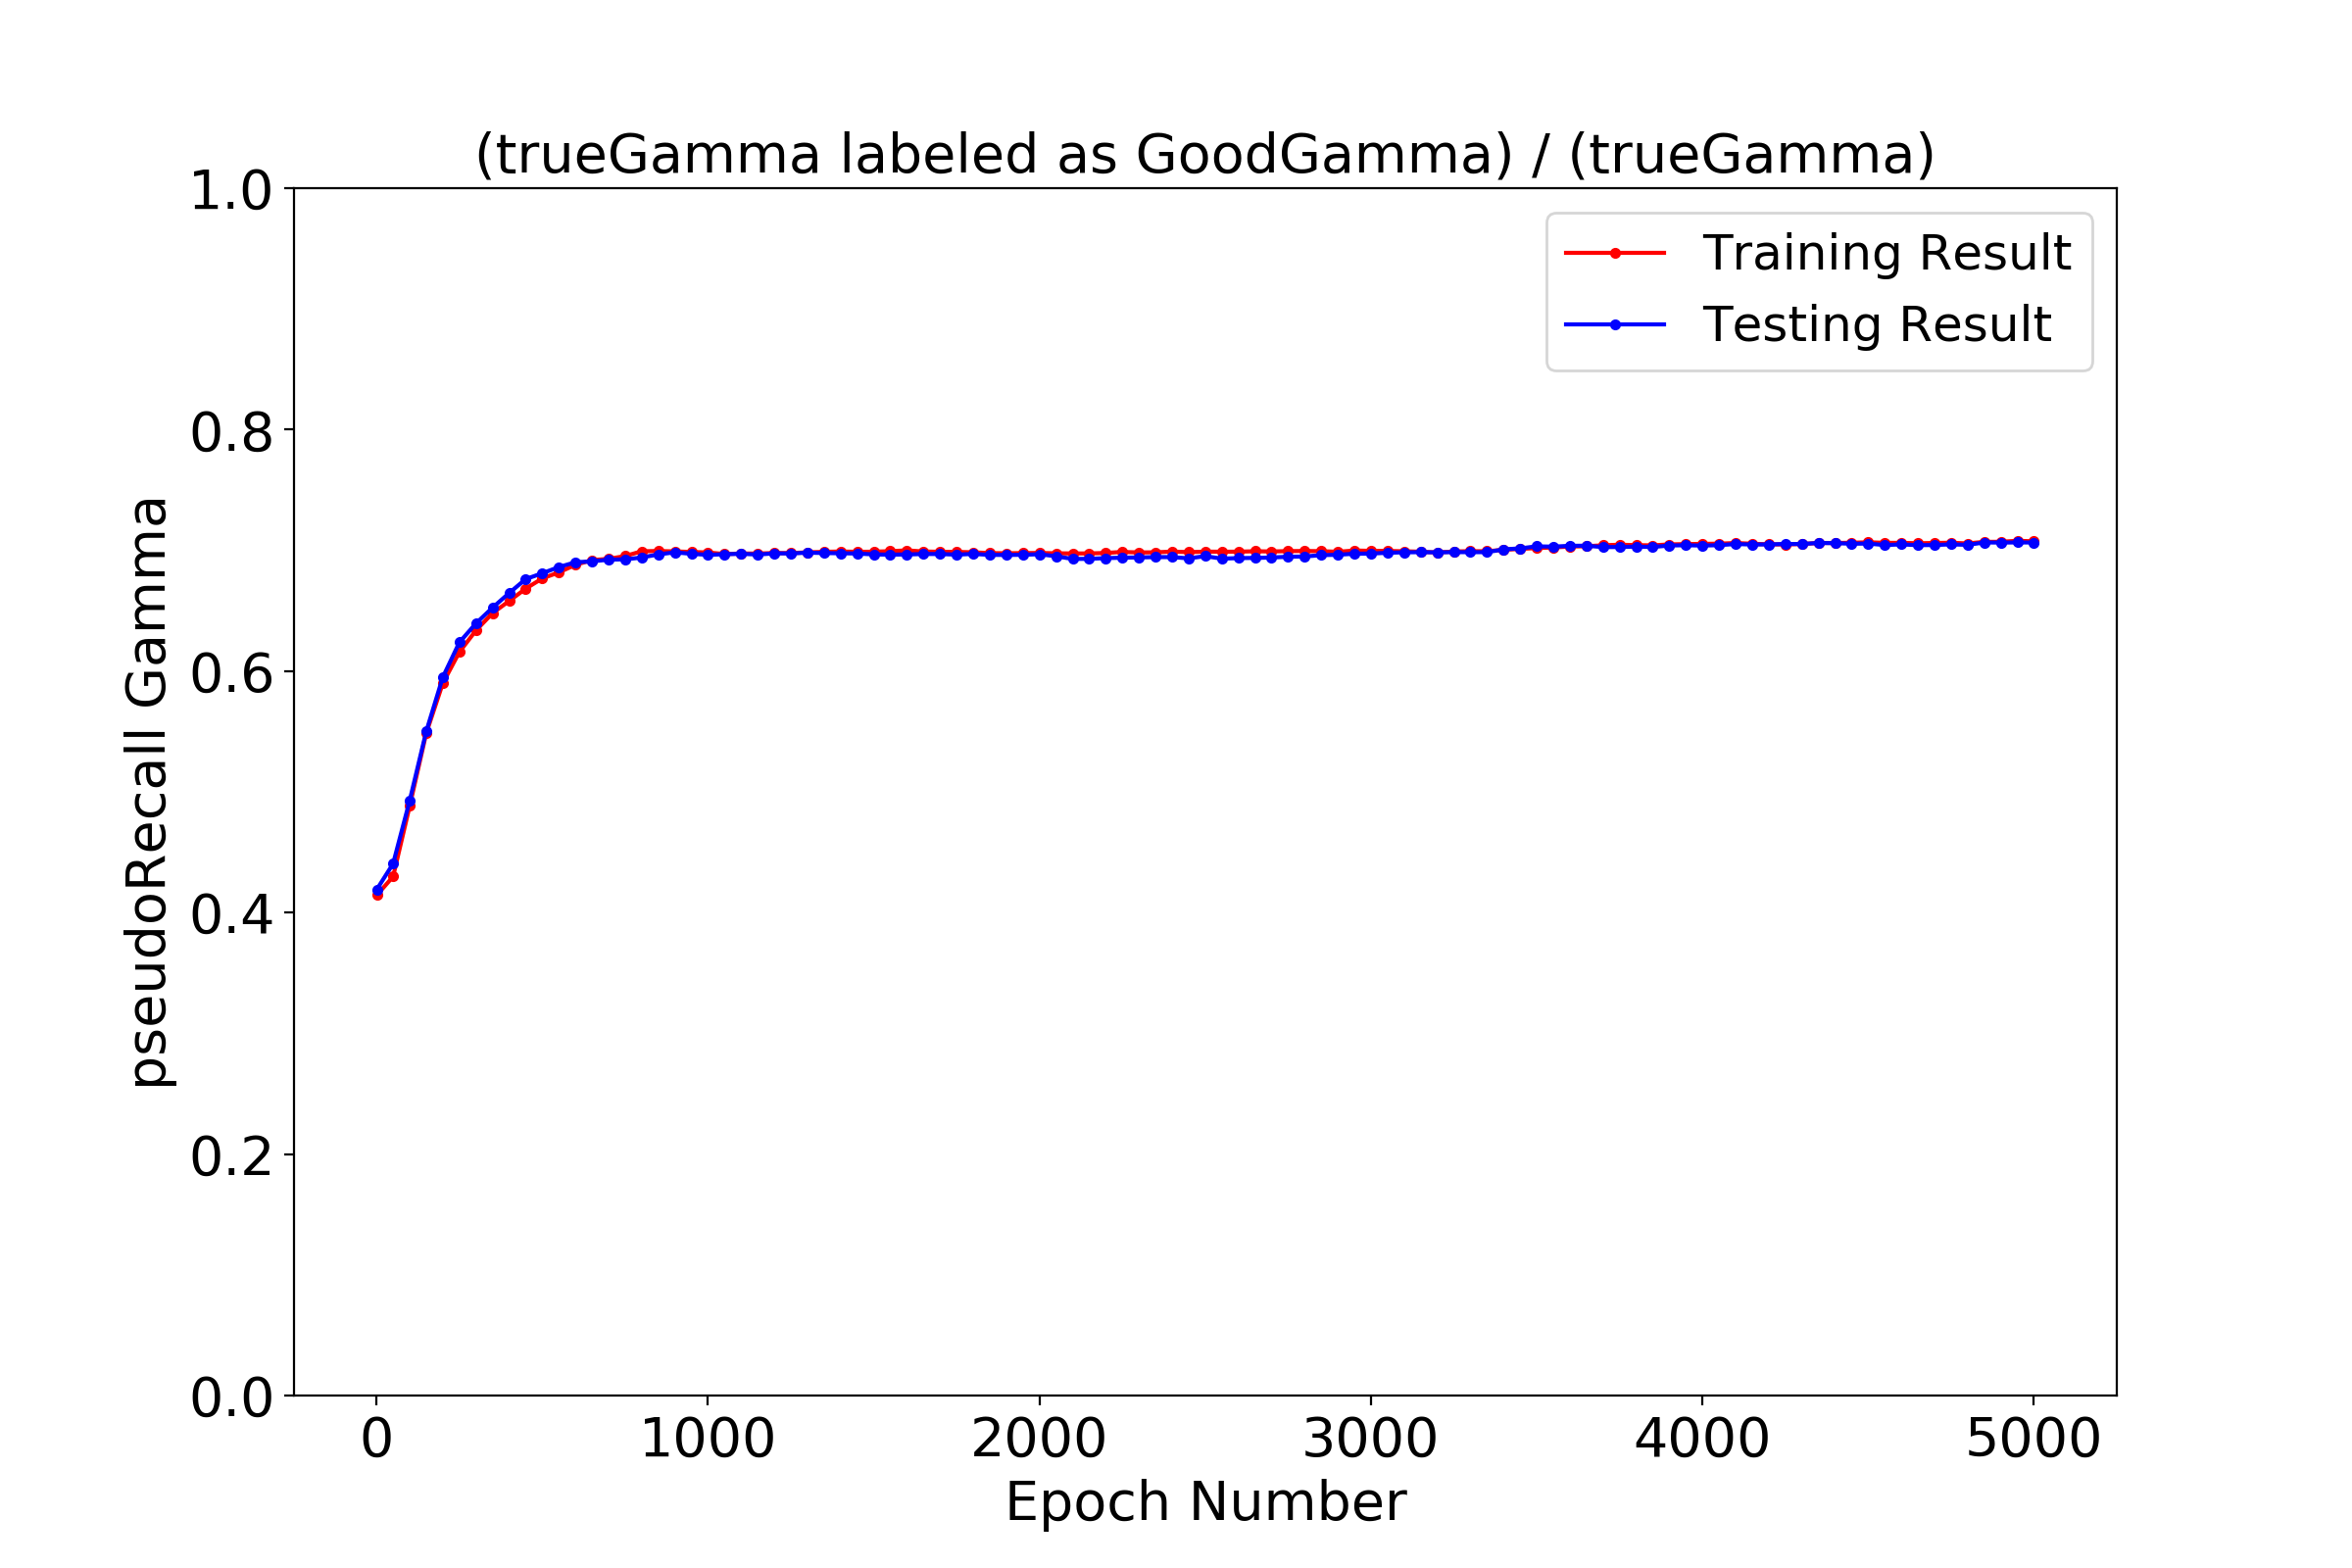 (trueGamma labeled as GoodGamma) / (trueGamma)
1.0
0.8
0.6
0.4
0.2
0.0
pseudoRecall Gamma
Training Result
Testing Result
0 1000 2000 3000 4000 5000
Epoch Number